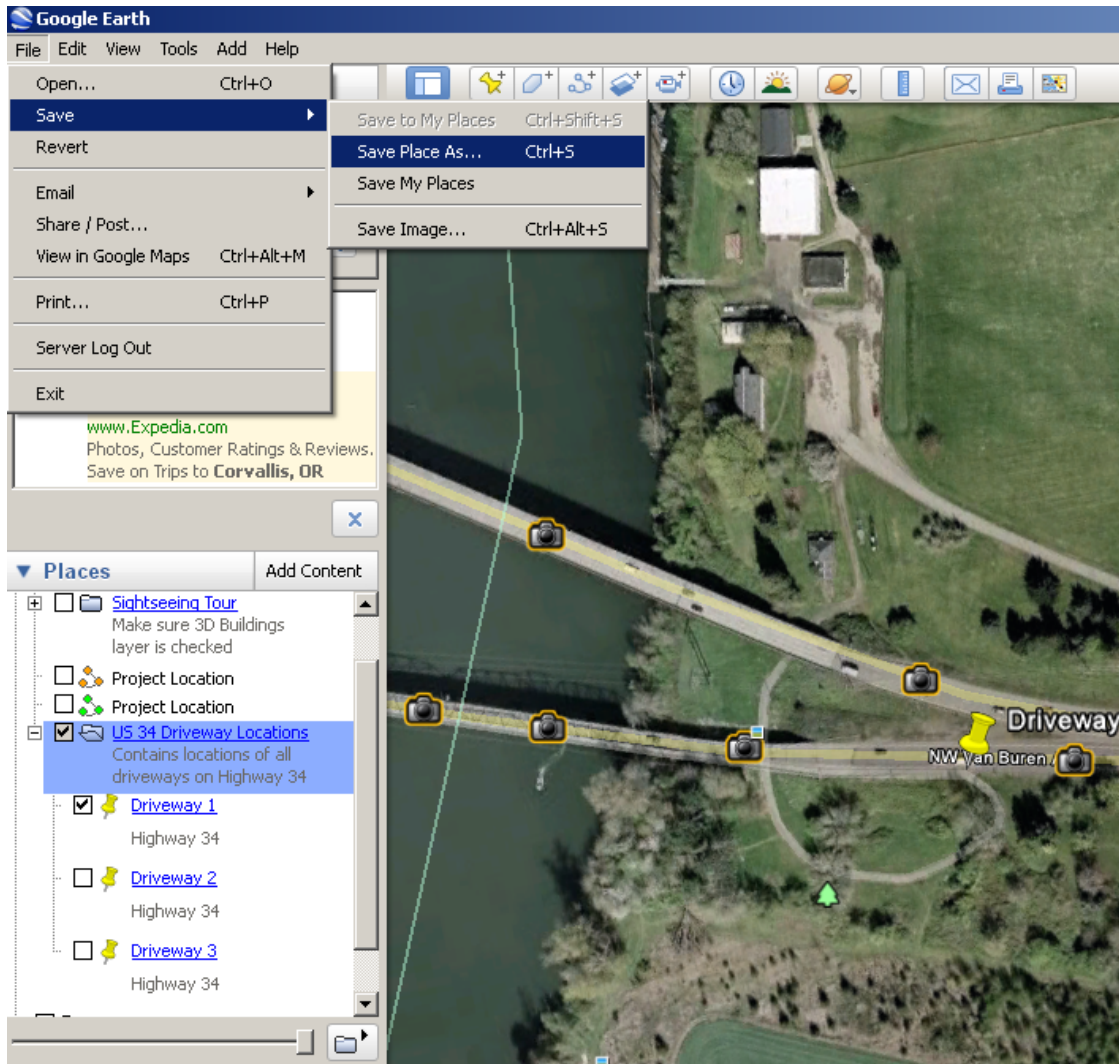 Google Earth
File Edit View Tools Add Help
Open... Ctrl+O
Save
Revert
Email
Share / Post...
View in Google Maps Ctrl+Alt+M
Print... Ctrl+P
Server Log Out
Exit
Save to My Places Ctrl+Shift+S
Save Place As... Ctrl+S
Save My Places
Save Image... Ctrl+Alt+S
www.Expedia.com
Photos, Customer Ratings & Reviews.
Save on Trips to Corvallis, OR
Places Add Content
Sightseeing Tour
Make sure 3D Buildings
layer is checked
Project Location
Project Location
US 34 Driveway Locations
Contains locations of all
driveways on Highway 34
Driveway 1
Highway 34
Driveway 2
Highway 34
Driveway 3
Highway 34
Driveway
NW Van Buren